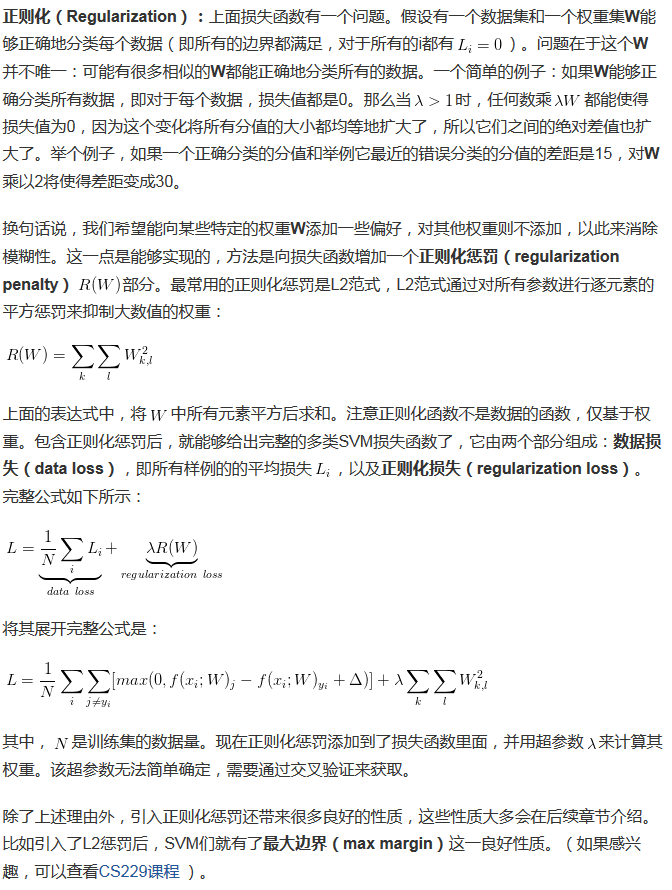 正则化（Regularization）：上面损失函数有一个问题。假设有一个数据集和一个权重集W能
够正确地分类每个数据（即所有的边界都满足，对于所有的i都有 L_i = 0 ）。问题在于这个W
并不唯一：可能有很多相似的W都能正确地分类所有的数据。一个简单的例子：如果W能够正
确分类所有数据，即对于每个数据，损失值都是0。那么当 λ > 1 时，任何数乘 λW 都能使得
损失值为0，因为这个变化将所有分值的大小都均等地扩大了，所以它们之间的绝对差值也扩
大了。举个例子，如果一个正确分类的分值和举例它最近的错误分类的分值的差距是15，对W
乘以2将使得差距变成30。
换句话说，我们希望能向某些特定的权重W添加一些偏好，对其他权重则不添加，以此来消除
模糊性。这一点是能够实现的，方法是向损失函数增加一个正则化惩罚（regularization
penalty） R(W) 部分。最常用的正则化惩罚是L2范式，L2范式通过对所有参数进行逐元素的
平方惩罚来抑制大数值的权重：
R(W) = \sum_k \sum_l W_{k,l}^2
上面的表达式中，将 W 中所有元素平方后求和。注意正则化函数不是数据的函数，仅基于权
重。包含正则化惩罚后，就能够给出完整的多类SVM损失函数了，它由两个部分组成：数据损
失（data loss），即所有样例的的平均损失 L_i ，以及正则化损失（regularization loss）。
完整公式如下所示：
L = \underbrace{\frac{1}{N} \sum_i L_i}_{data loss} + \underbrace{λR(W)}_{regularization loss}
将其展开完整公式是：
L = \frac{1}{N} \sum_i \sum_{j≠y_i} [max(0, f(x_i; W)_j − f(x_i; W)_{y_i} + Δ)] + λ \sum_k \sum_l W_{k,l}^2
其中， N 是训练集的数据量。现在正则化惩罚添加到了损失函数里面，并用超参数 λ 来计算其
权重。该超参数无法简单确定，需要通过交叉验证来获取。
除了上述理由外，引入正则化惩罚还带来很多良好的性质，这些性质大多会在后续章节介绍。
比如引入了L2惩罚后，SVM们就有了最大边界（max margin）这一良好性质。（如果感兴
趣，可以查看CS229课程 ）。